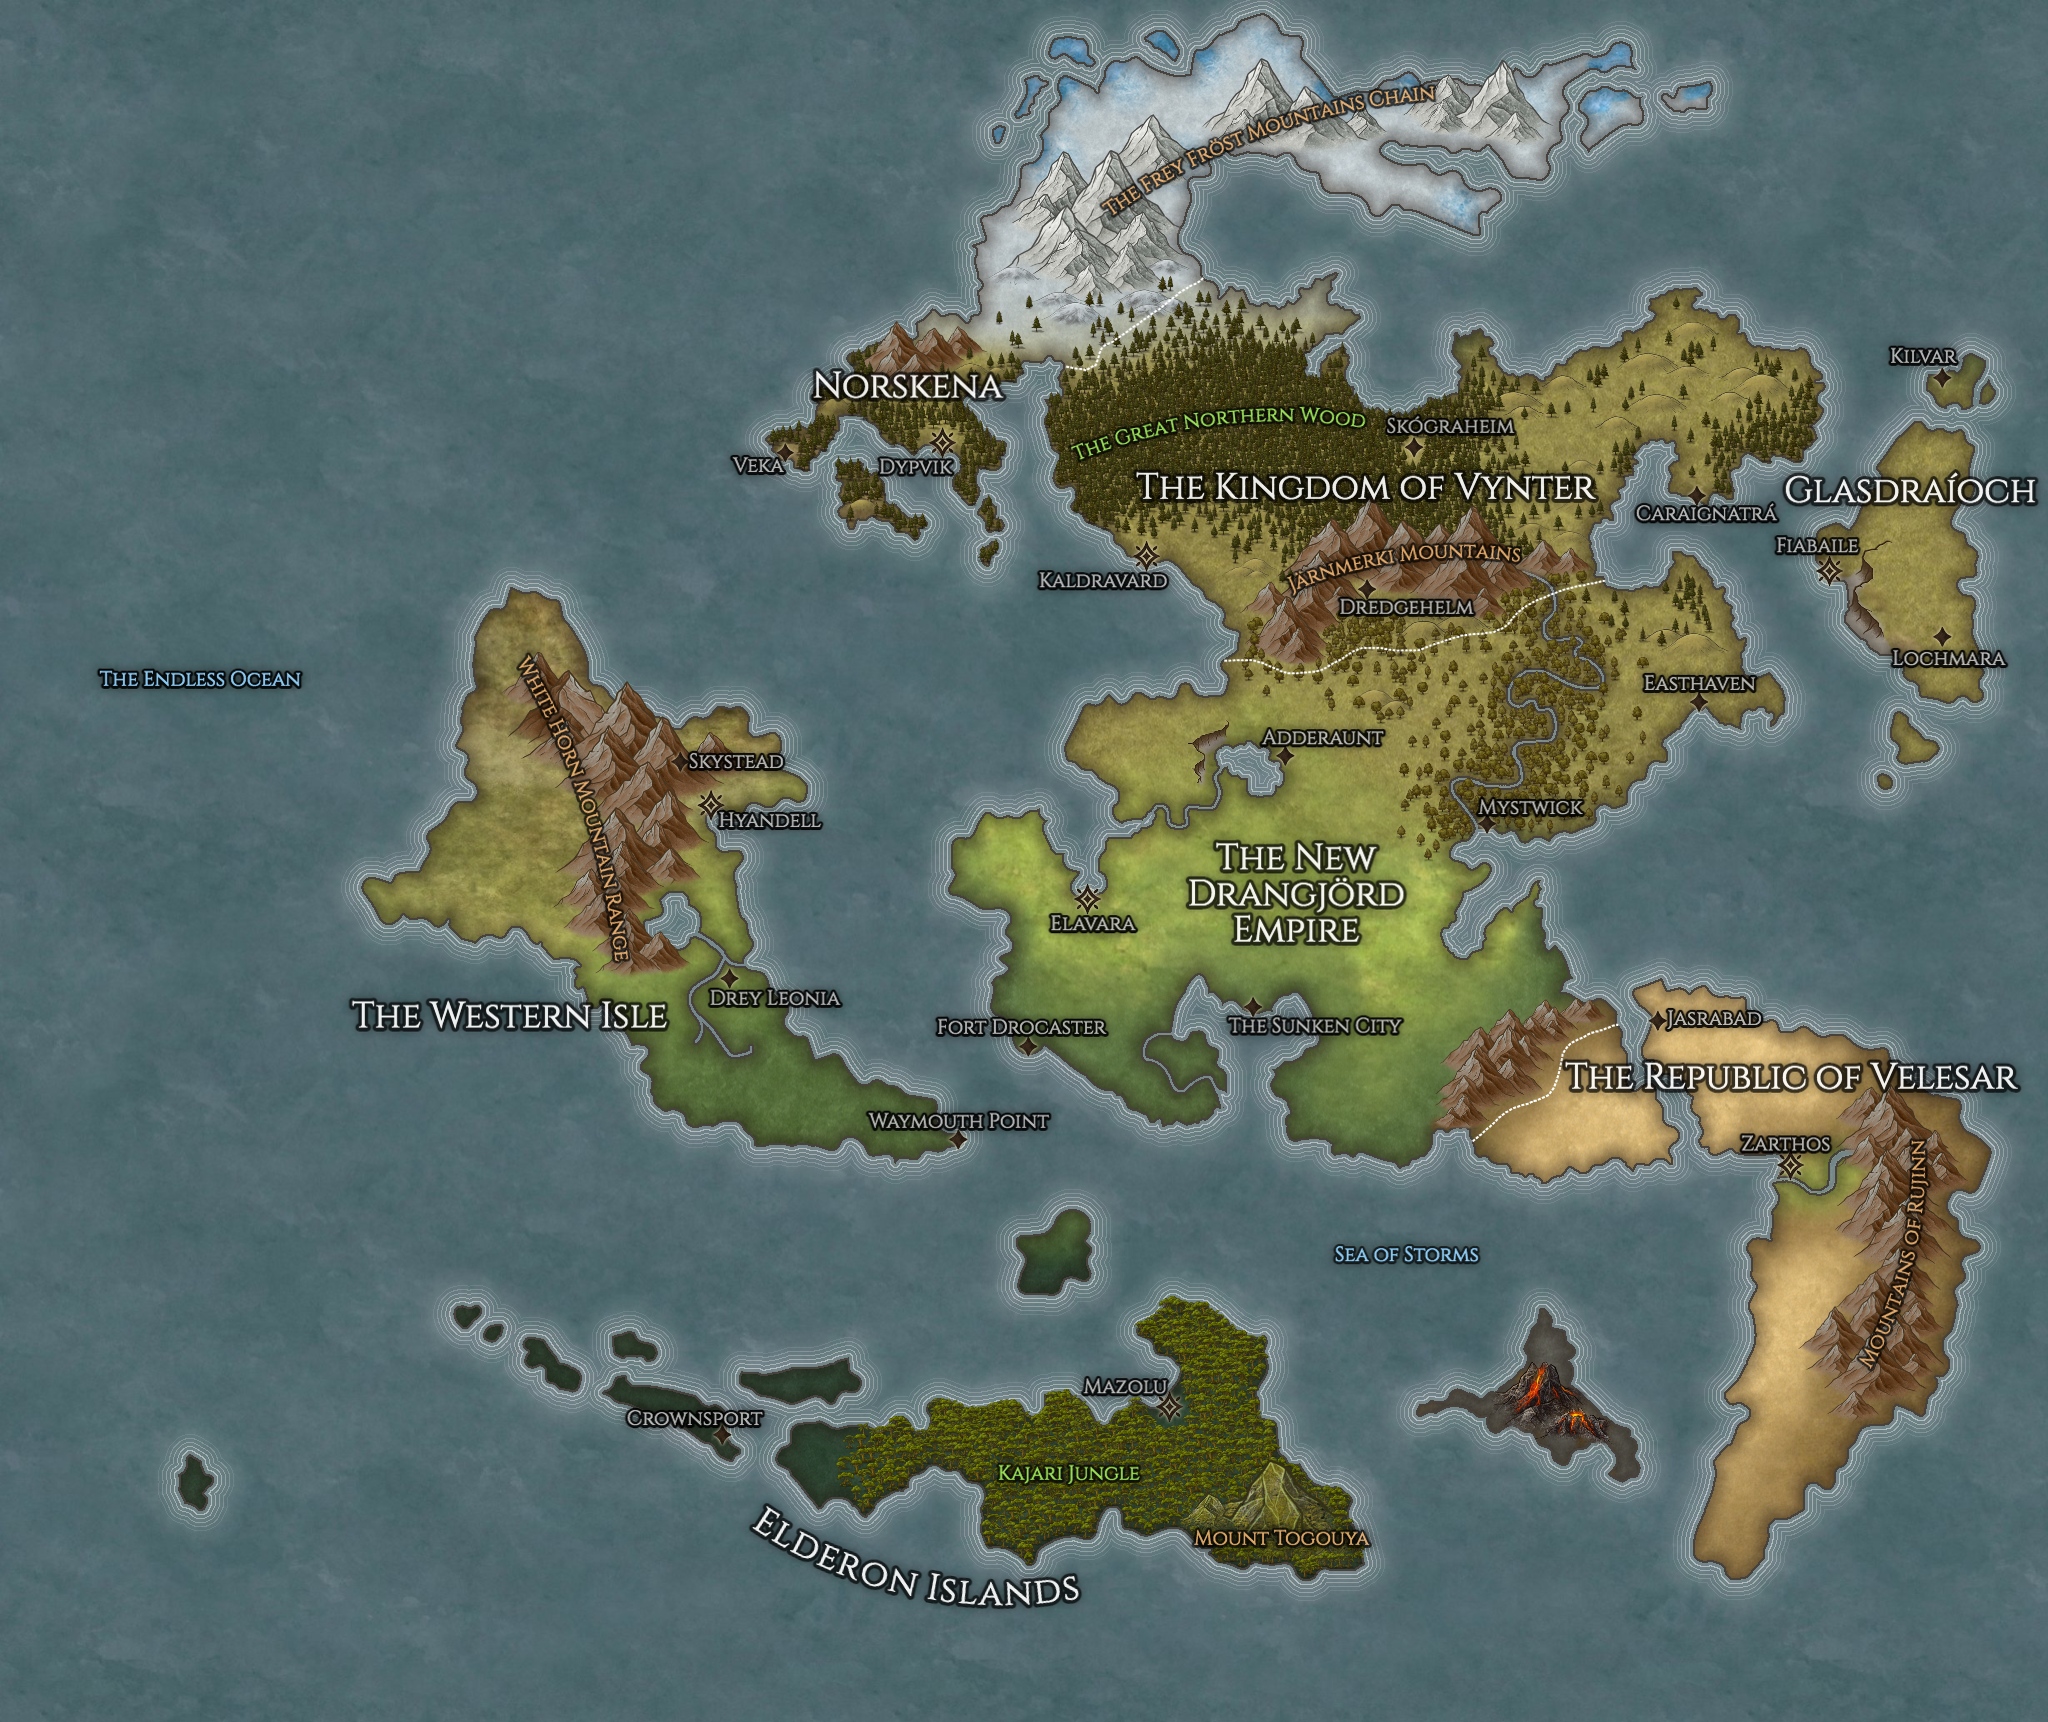 The Frey Fröst Mountains Chain
Kilvar
Norskena
The Great Northern Wood
Skógraheim
Veka
Dypvik
The Kingdom of Vynter
Glasdraíoch
Caraignatrá
Fiabaile
Järnmerki Mountains
Kaldravard
Dredgehelm
Lochmara
The Endless Ocean
White Horn Mountain Range
Easthaven
Adderaunt
Skystead
Mystwick
Hyandell
The New
Drangjörd
Empire
Elavara
Drey Leonia
The Western Isle
Fort Drocaster
The Sunken City
Jasrabad
The Republic of Velesar
Waymouth Point
Zarthos
Mountains of Rujinn
Sea of Storms
Mazolu
Crownsport
Kajari Jungle
Mount Togouya
Elderon Islands